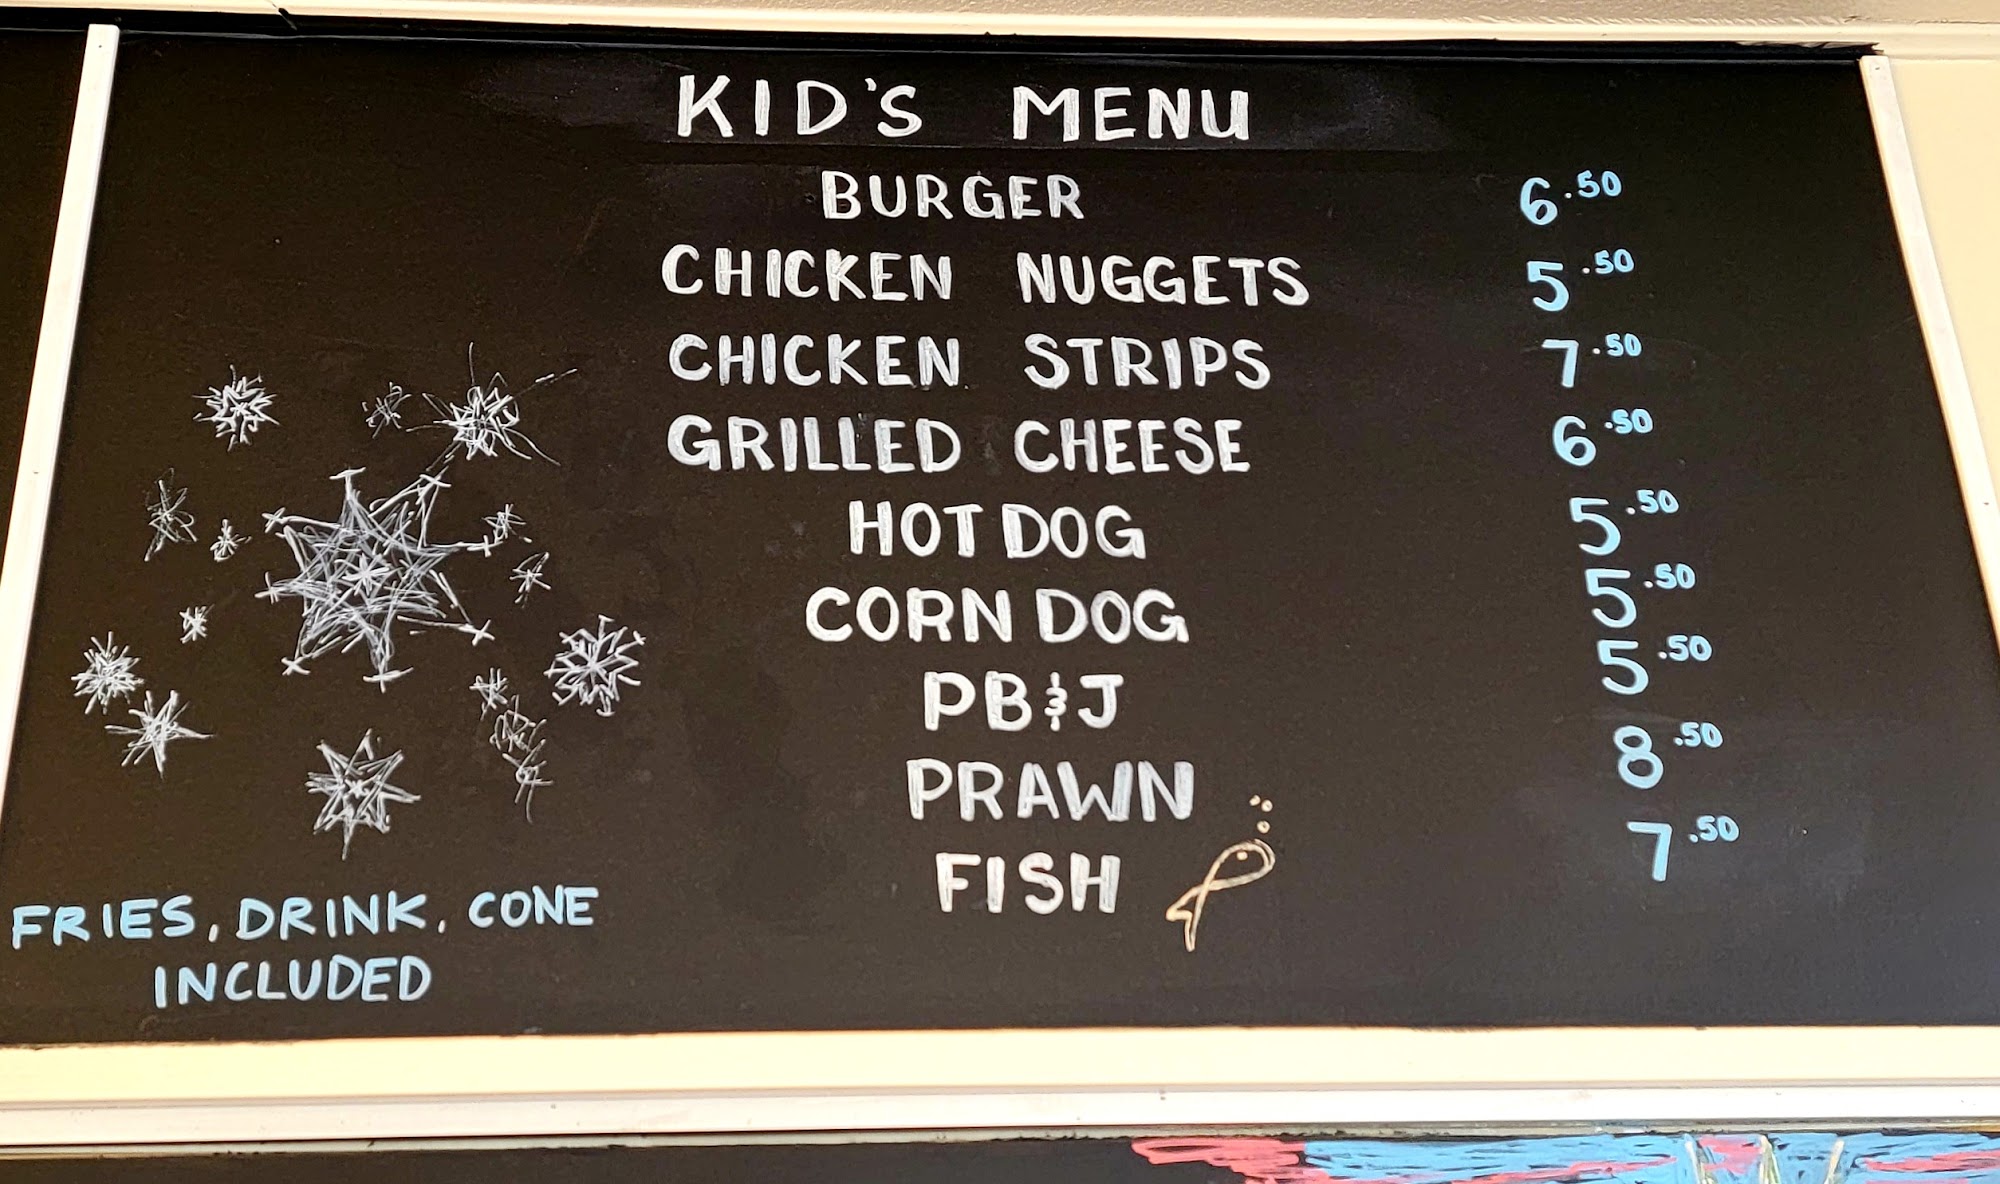 KID'S MENU
BURGER 6.50
CHICKEN NUGGETS 5.50
CHICKEN STRIPS 7.50
GRILLED CHEESE 6.50
HOT DOG 5.50
CORN DOG 5.50
PB&J 5.50
PRAWN 8.50
FISH 7.50
FRIES, DRINK, CONE
INCLUDED